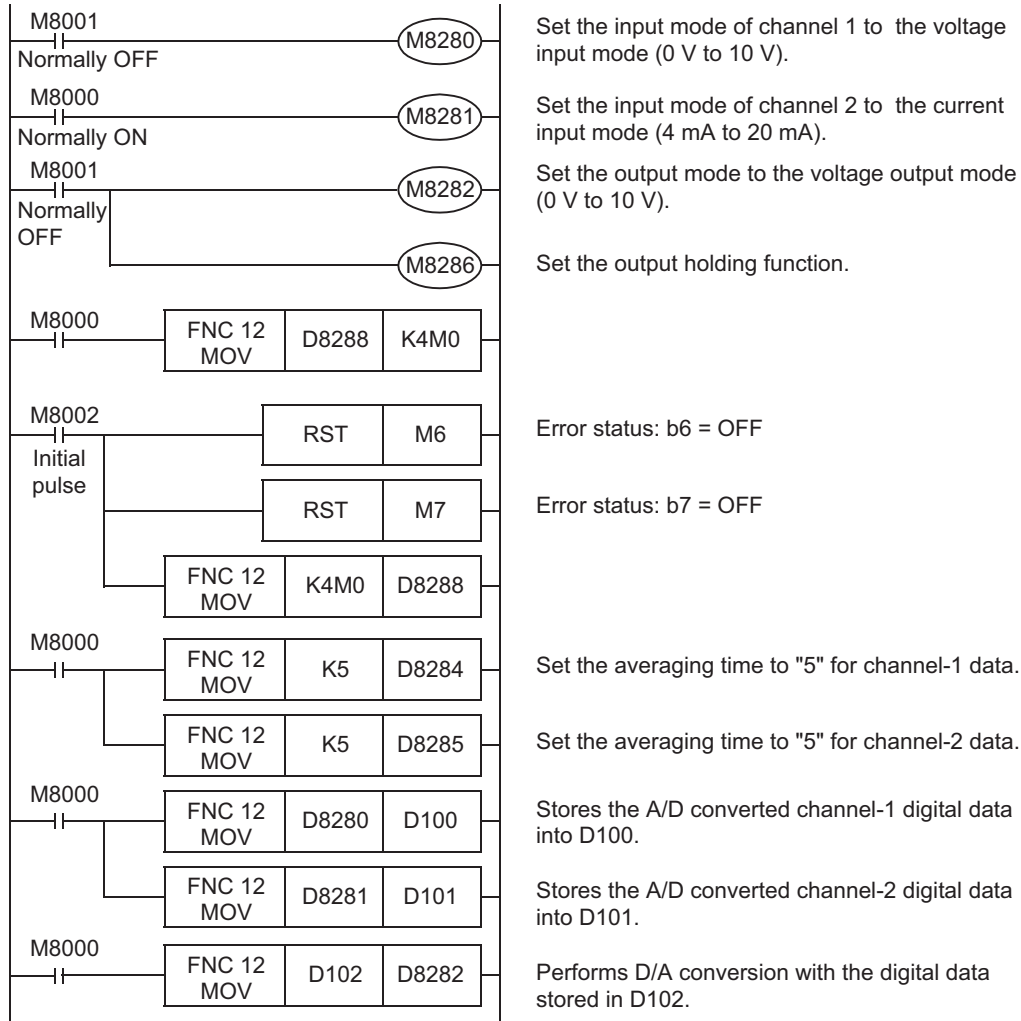 M8001
M8280
Normally OFF
Set the input mode of channel 1 to the voltage
input mode (0 V to 10 V).
M8000
M8281
Normally ON
Set the input mode of channel 2 to the current
input mode (4 mA to 20 mA).
M8001
M8282
Normally
OFF
Set the output mode to the voltage output mode
(0 V to 10 V).
M8286
Set the output holding function.
M8000
FNC 12
MOV
D8288
K4M0
M8002
Initial
pulse
RST
M6
Error status: b6 = OFF
RST
M7
Error status: b7 = OFF
FNC 12
MOV
K4M0
D8288
M8000
FNC 12
MOV
K5
D8284
Set the averaging time to "5" for channel-1 data.
FNC 12
MOV
K5
D8285
Set the averaging time to "5" for channel-2 data.
M8000
FNC 12
MOV
D8280
D100
Stores the A/D converted channel-1 digital data
into D100.
FNC 12
MOV
D8281
D101
Stores the A/D converted channel-2 digital data
into D101.
M8000
FNC 12
MOV
D102
D8282
Performs D/A conversion with the digital data
stored in D102.